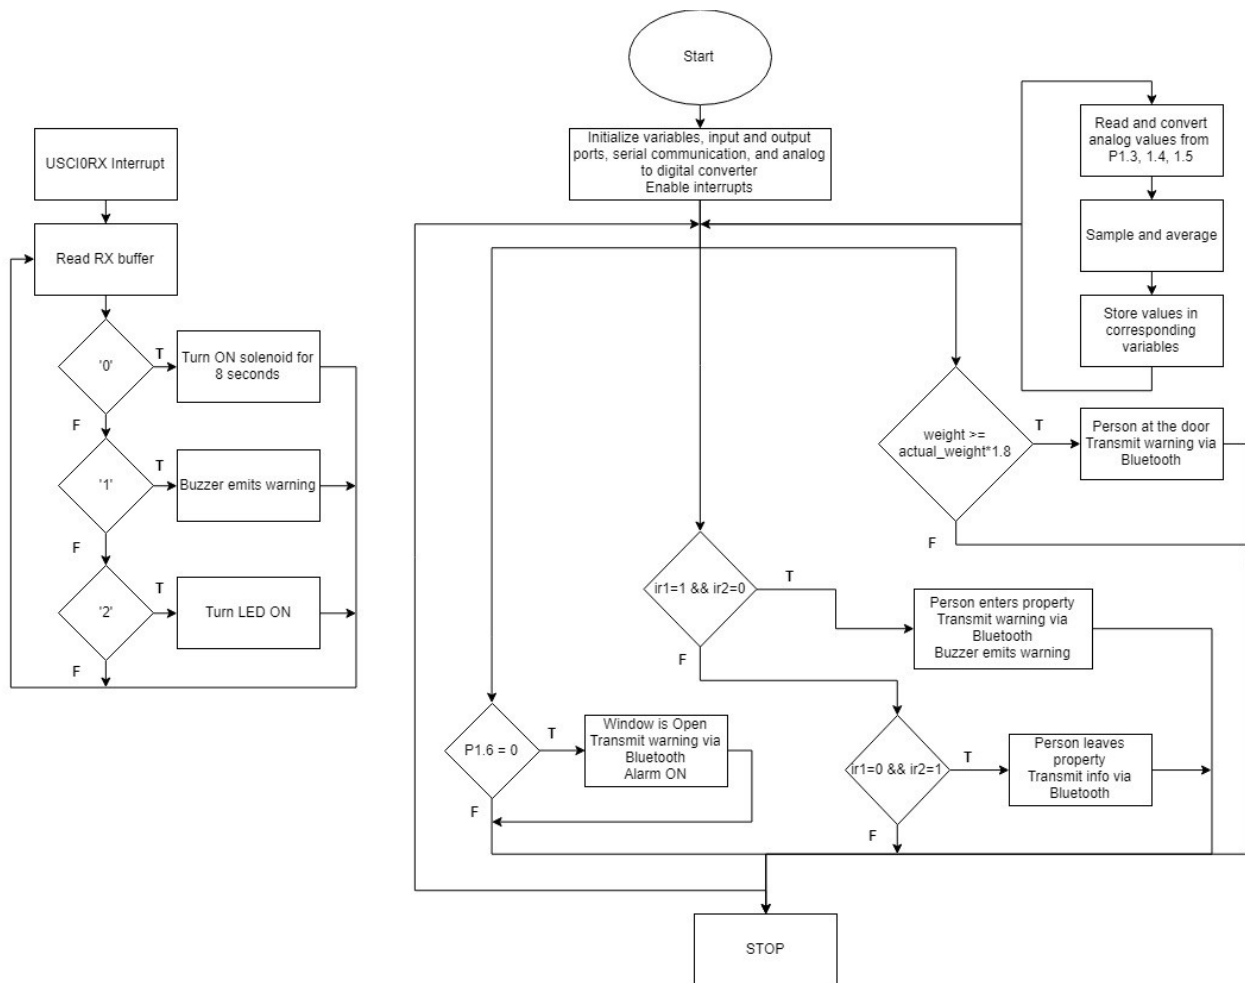 Start
Initialize variables, input and output
ports, serial communication, and analog
to digital converter
Enable interrupts
Read and convert
analog values from
P1.3, 1.4, 1.5
Sample and average
Store values in
corresponding
variables
USCI0RX Interrupt
Read RX buffer
'0'
T
Turn ON solenoid for
8 seconds
F
'1'
T
Buzzer emits warning
F
'2'
T
Turn LED ON
F
weight >=
actual_weight*1.8
T
Person at the door
Transmit warning via
Bluetooth
F
ir1=1 && ir2=0
T
Person enters property
Transmit warning via
Bluetooth
Buzzer emits warning
F
P1.6 = 0
T
Window is Open
Transmit warning via
Bluetooth
Alarm ON
F
ir1=0 && ir2=1
T
Person leaves
property
Transmit info via
Bluetooth
F
STOP